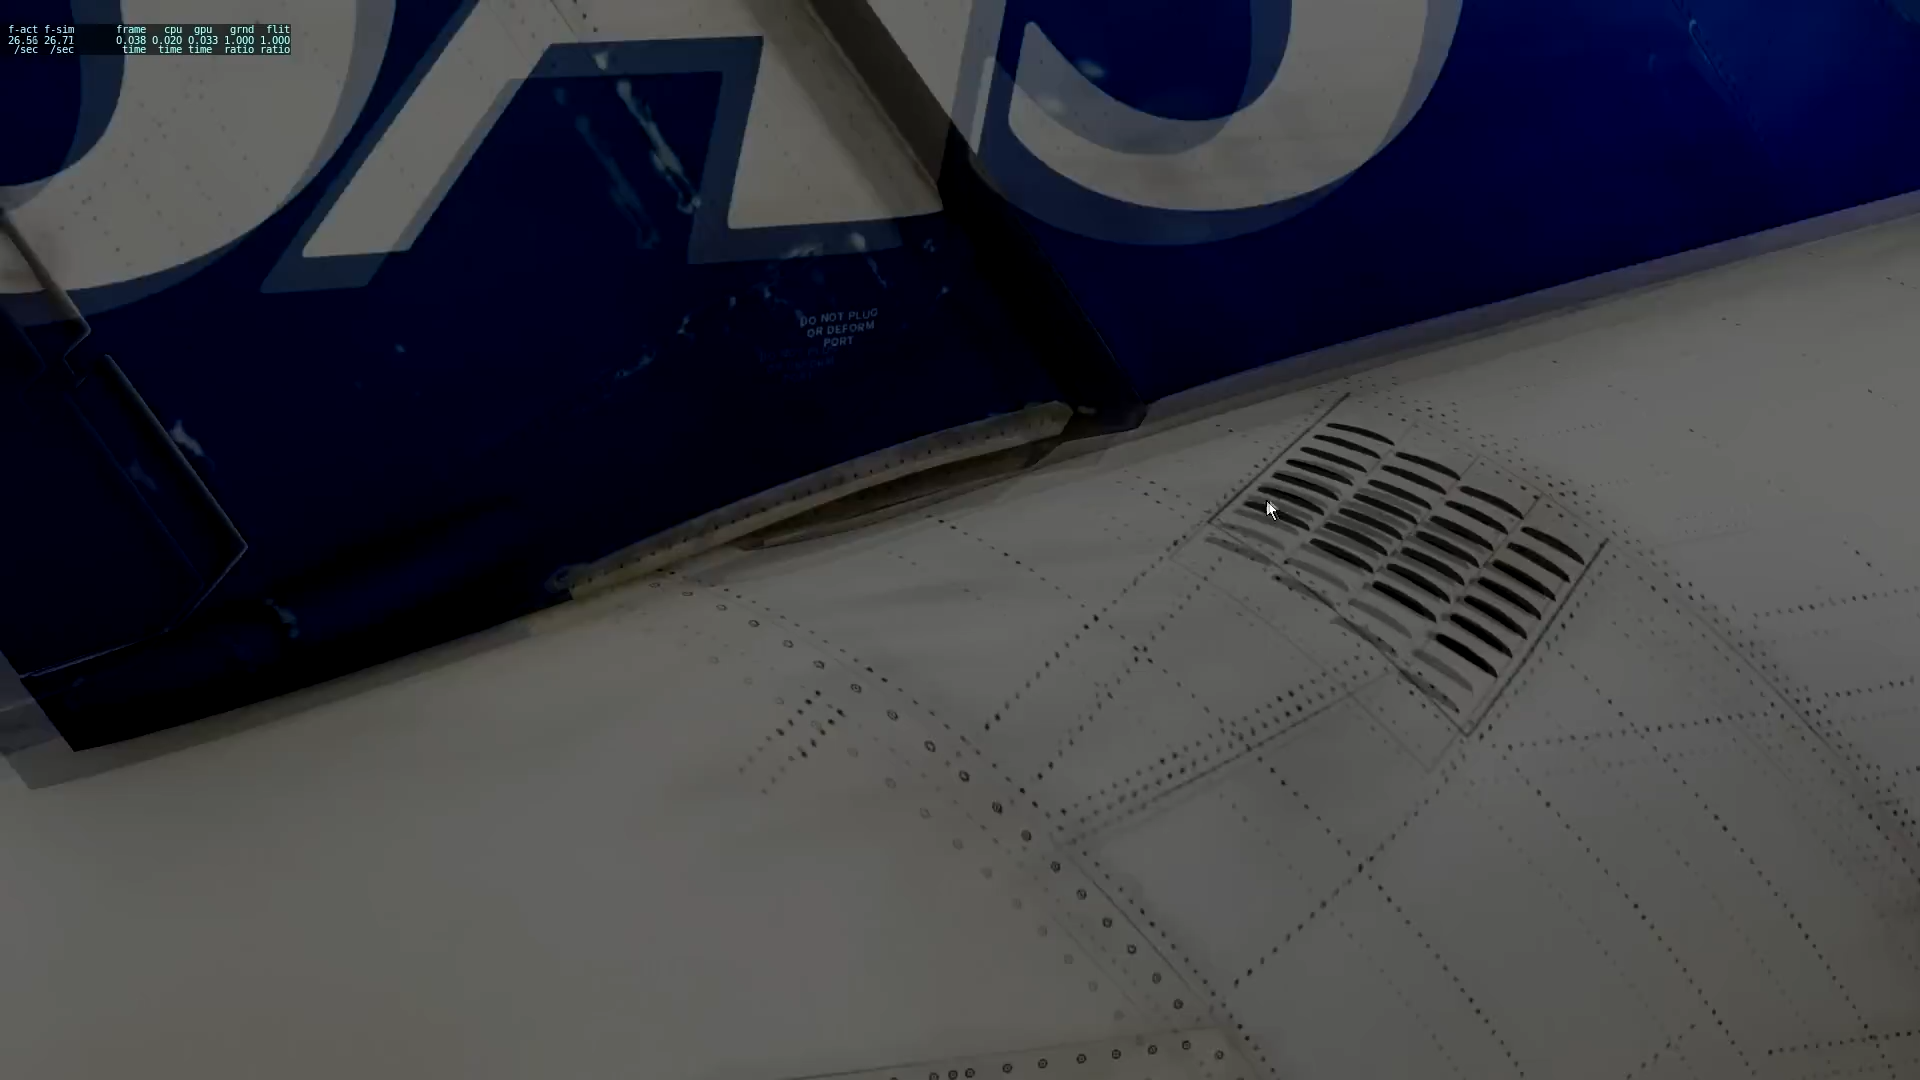 f-act f-sim frame cpu gpu grnd flit
26.56 26.71 0.038 0.020 0.033 1.000 1.000
/sec /sec time time time ratio ratio
DO NOT PLUG
OR DEFORM
PORT